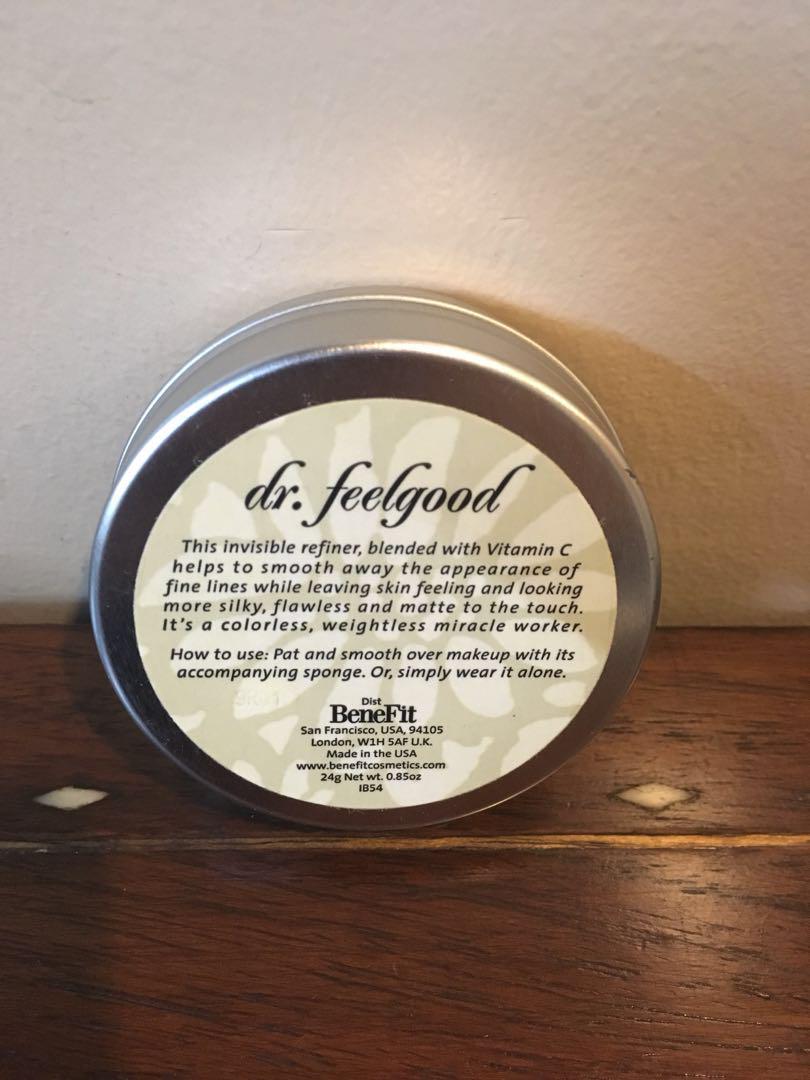 dr. feelgood
This invisible refiner, blended with Vitamin C
helps to smooth away the appearance of
fine lines while leaving skin feeling and looking
more silky, flawless and matte to the touch.
It's a colorless, weightless miracle worker.
How to use: Pat and smooth over makeup with its
accompanying sponge. Or, simply wear it alone.
Dist
BeneFit
San Francisco, USA, 94105
London, W1H 5AF U.K.
Made in the USA
www.benefitcosmetics.com
24g Net wt. 0.85oz
IB54